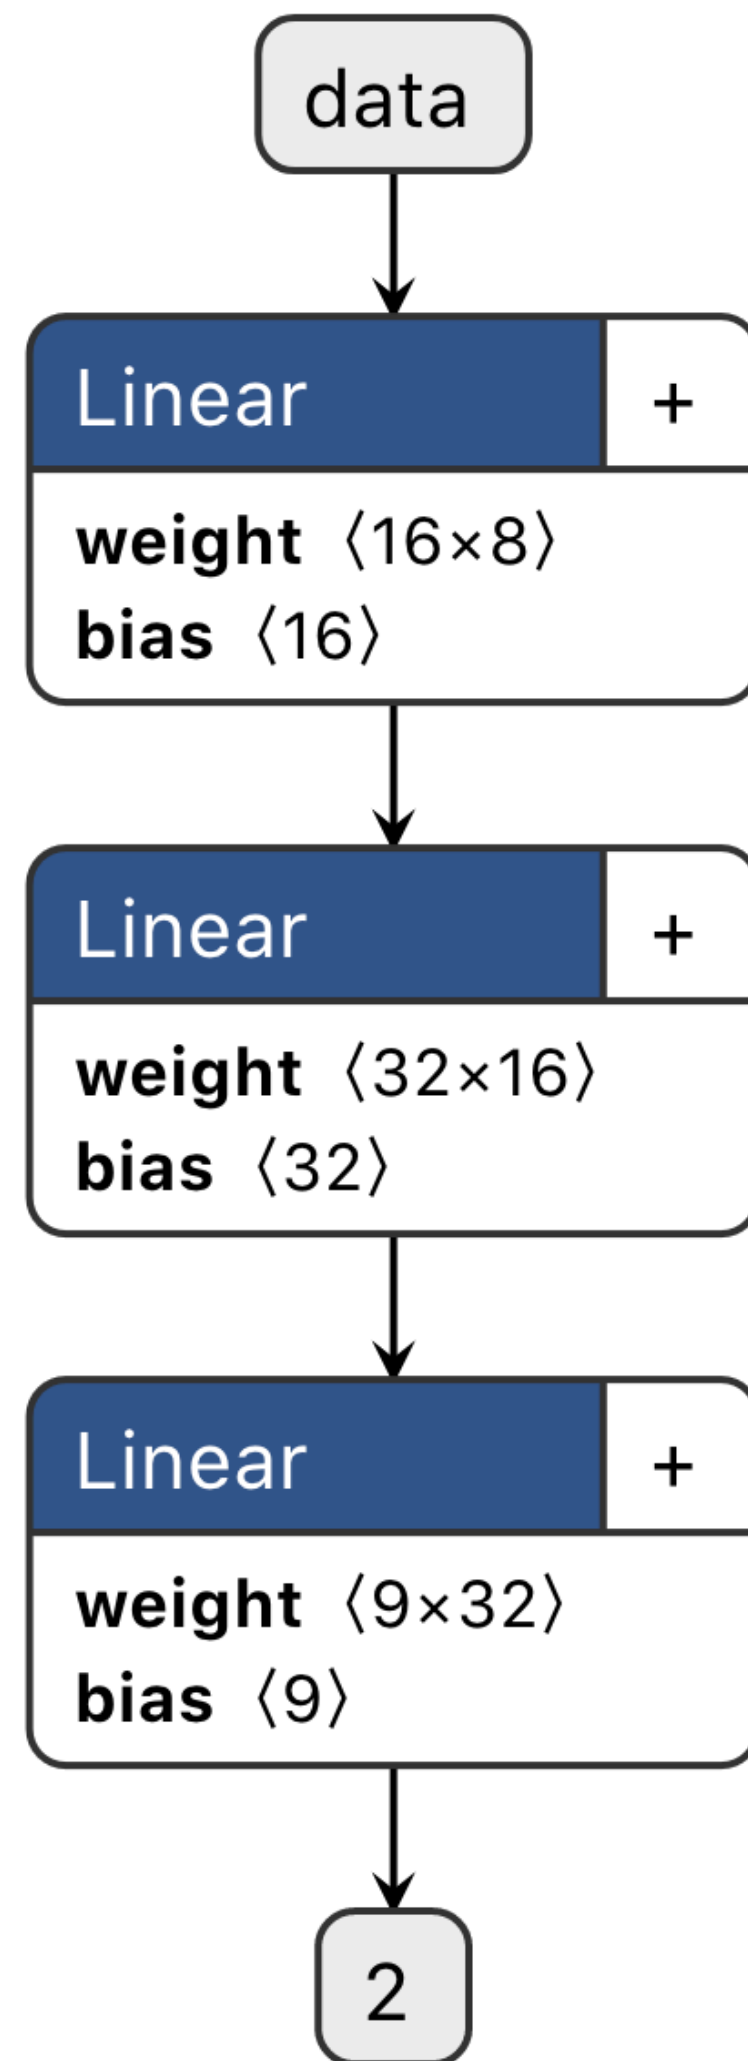 data
Linear +
weight ⟨16×8⟩
bias ⟨16⟩
Linear +
weight ⟨32×16⟩
bias ⟨32⟩
Linear +
weight ⟨9×32⟩
bias ⟨9⟩
2